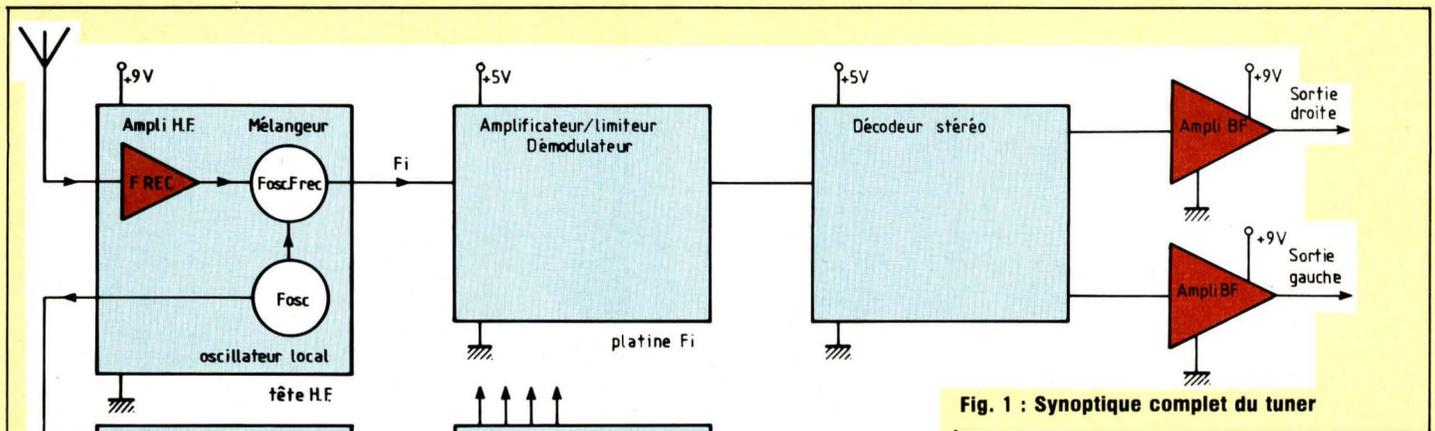 +9V
Ampli H.F.
Mélangeur
F REC
Fosc.Frec
Fosc
oscillateur local
tête H.F.
Fi
+5V
Amplificateur/limiteur
Démodulateur
platine Fi
+5V
Décodeur stéréo
+9V
Ampli BF
Sortie
droite
+9V
Ampli BF
Sortie
gauche
Fig. 1 : Synoptique complet du tuner